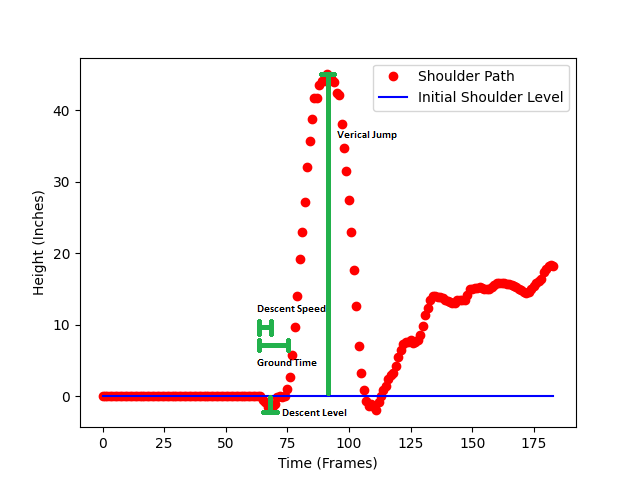 Shoulder Path
Initial Shoulder Level
Verical Jump
Descent Speed
Ground Time
Descent Level
Height (Inches)
40
30
20
10
0
0 25 50 75 100 125 150 175
Time (Frames)